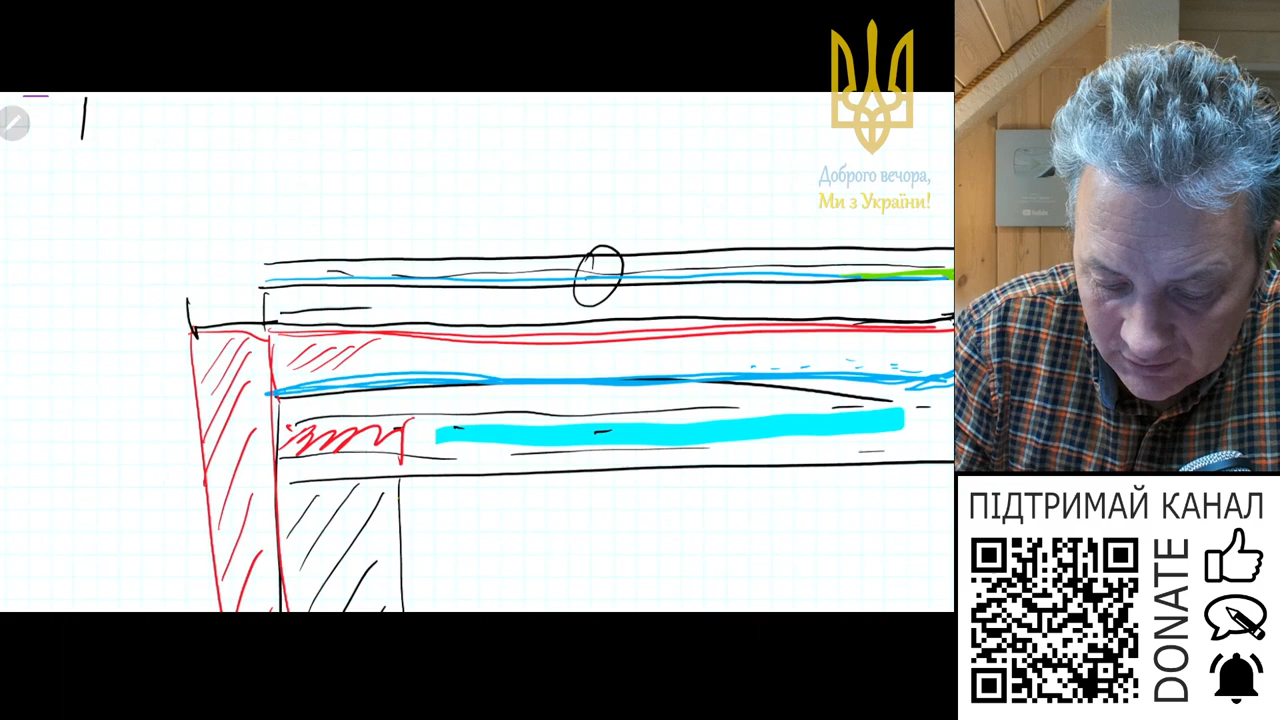 Доброго вечора,
Ми з України!
ПІДТРИМАЙ КАНАЛ
DONATE